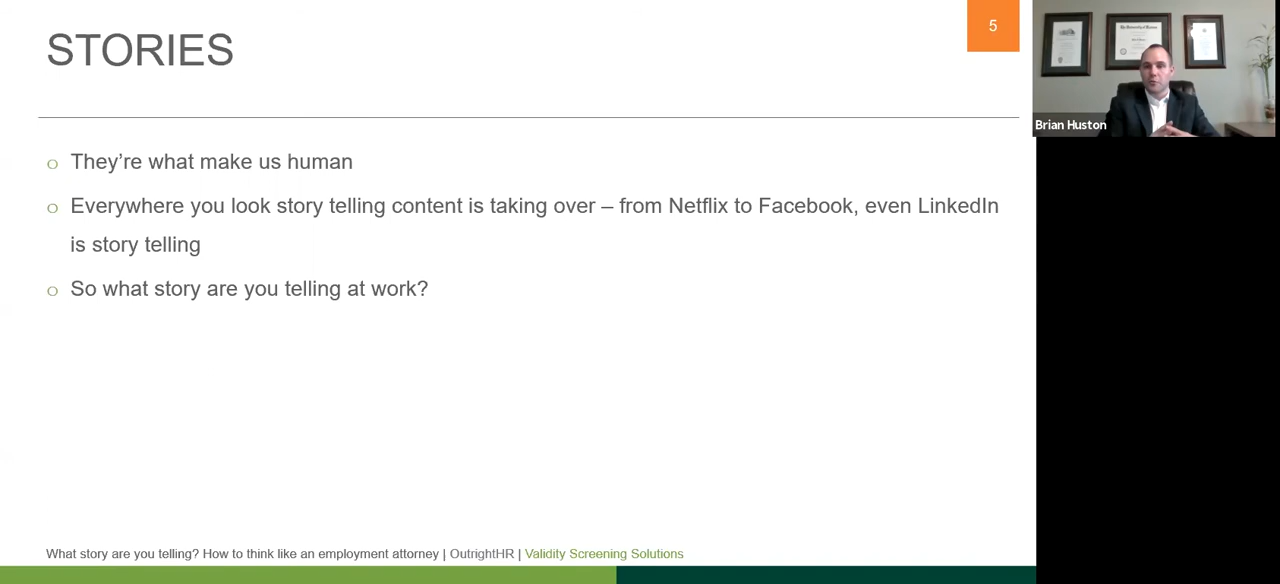 STORIES
5
They’re what make us human
Everywhere you look story telling content is taking over – from Netflix to Facebook, even LinkedIn
is story telling
So what story are you telling at work?
What story are you telling? How to think like an employment attorney | OutrightHR | Validity Screening Solutions
Brian Huston